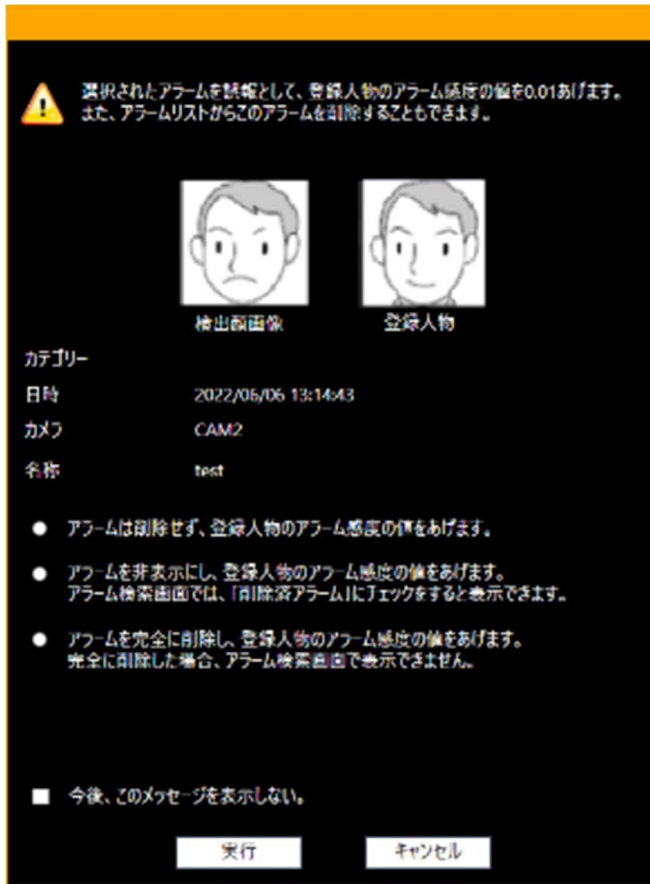 選択されたアラームを誤報として、登録人物のアラーム感度の値を0.01あげます。
また、アラームリストからこのアラームを削除することもできます。
検出顔画像
登録人物
カテゴリー
日時 2022/06/06 13:14:43
カメラ CAM2
名称 test
アラームは削除せず、登録人物のアラーム感度の値をあげます。
アラームを非表示にし、登録人物のアラーム感度の値をあげます。
アラーム検索画面では、「削除済アラーム」にチェックをすると表示できます。
アラームを完全に削除し、登録人物のアラーム感度の値をあげます。
完全に削除した場合、アラーム検索画面で表示できません。
今後、このメッセージを表示しない。
実行
キャンセル